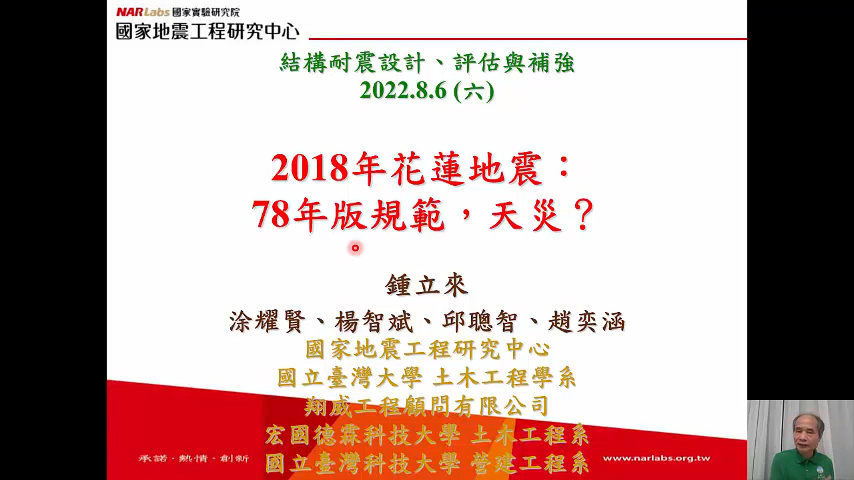 NARLabs 國家實驗研究院
國家地震工程研究中心
結構耐震設計、評估與補強
2022.8.6 (六)
2018年花蓮地震：
78年版規範，天災？
鍾立來
涂耀賢、楊智斌、邱聰智、趙奕涵
國家地震工程研究中心
國立臺灣大學 土木工程學系
翔威工程顧問有限公司
宏國德霖科技大學 土木工程系
國立臺灣科技大學 營建工程系
承諾·熱情·創新
www.narlabs.org.tw